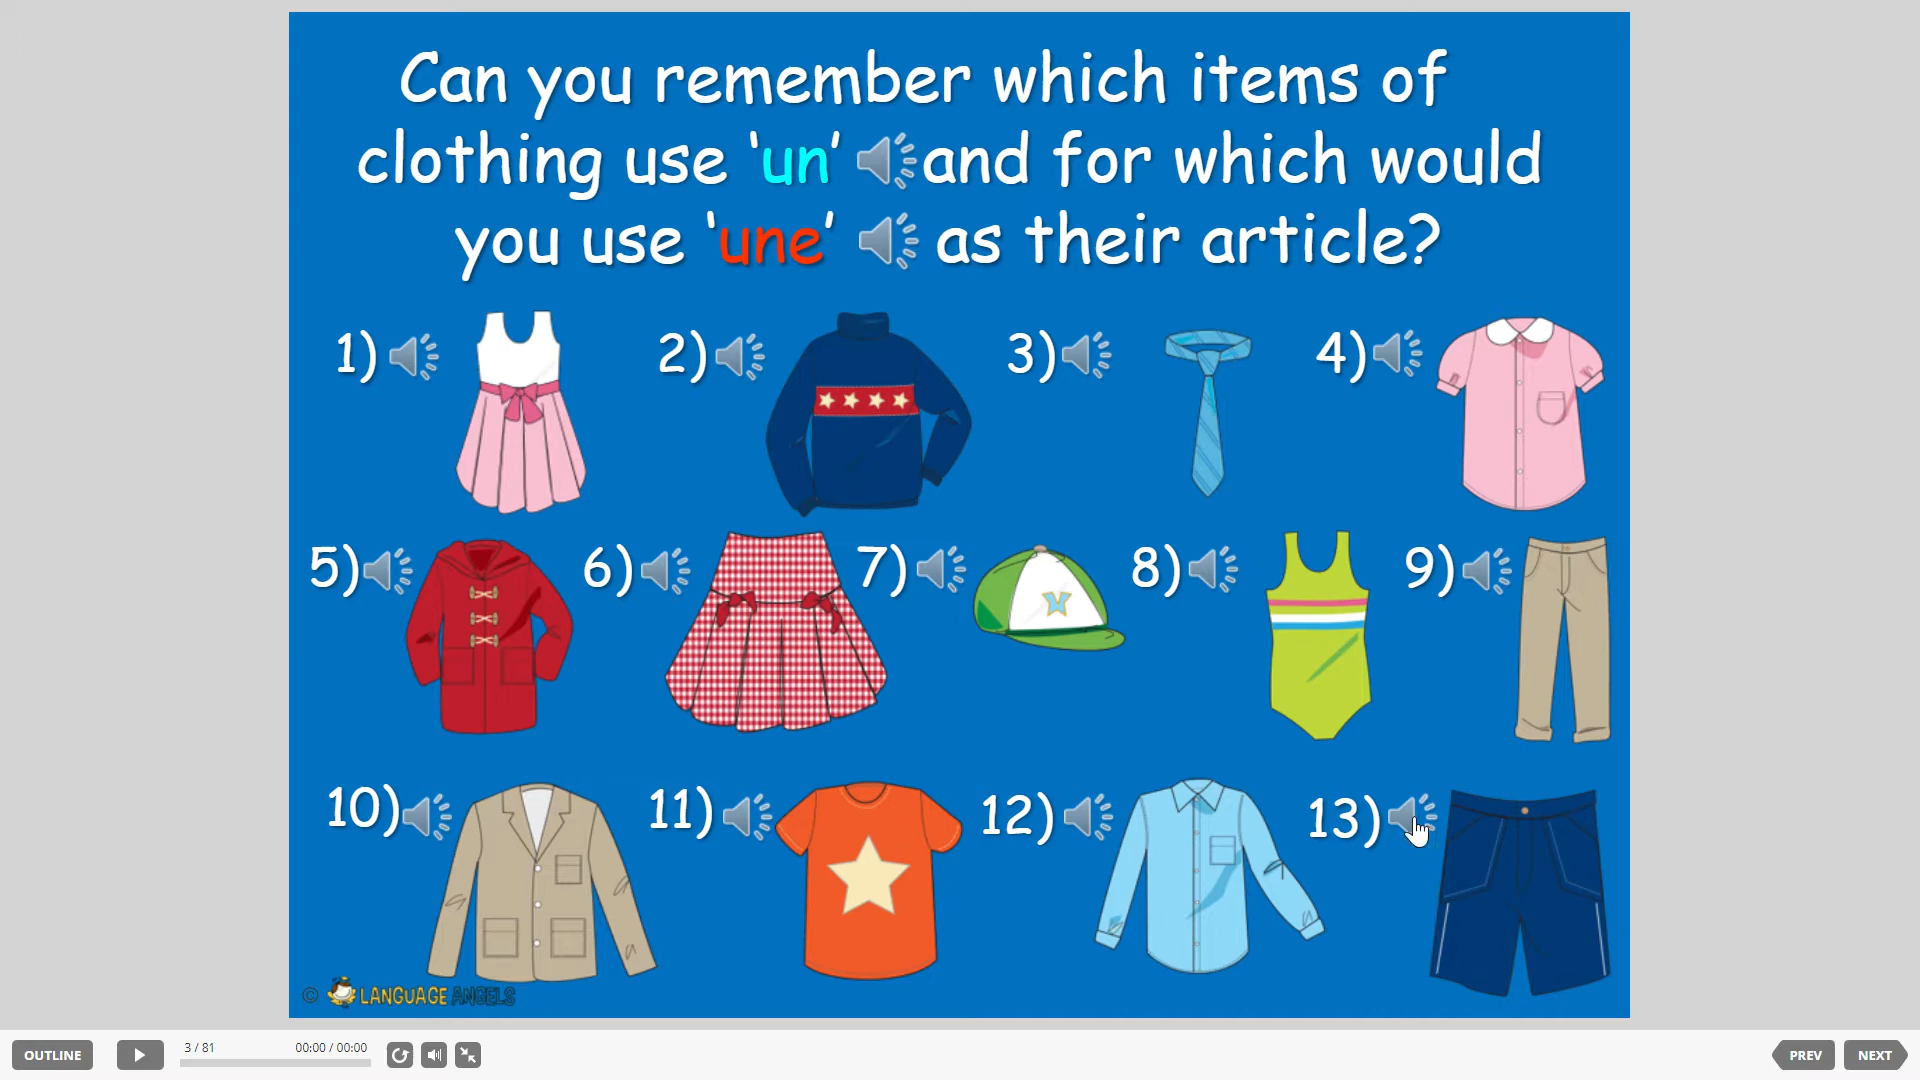 Can you remember which items of
clothing use ‘un’ and for which would
you use ‘une’ as their article?
1) 2) 3) 4)
5) 6) 7) 8) 9)
10) 11) 12) 13)
© LANGUAGE ANGELS
OUTLINE 3 / 81 00:00 / 00:00 PREV NEXT